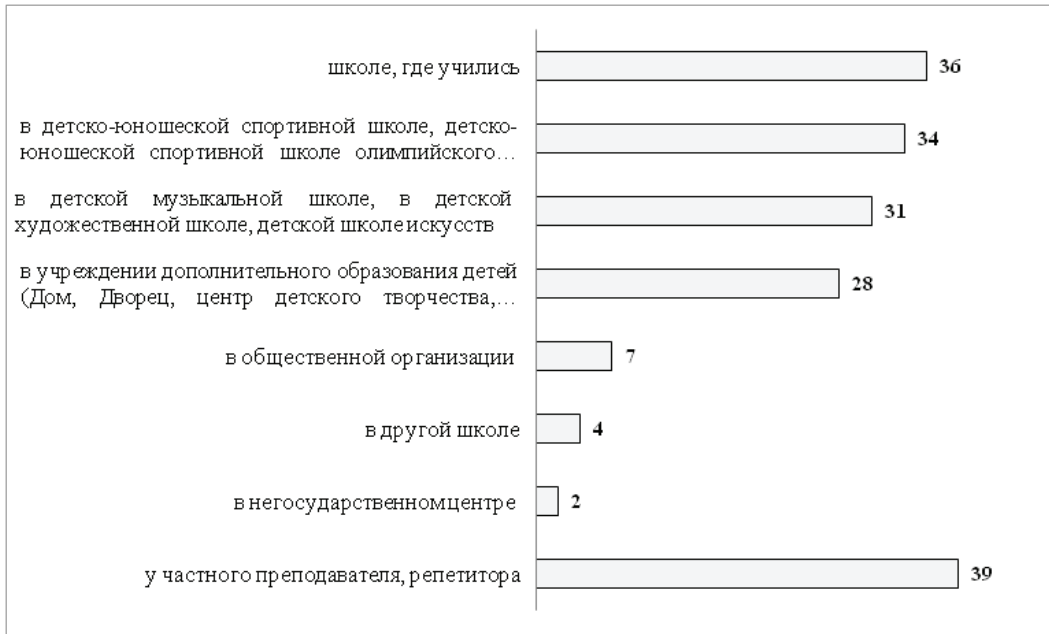 школе, где учились
36
в детско-юношеской спортивной школе, детско-
юношеской спортивной школе олимпийского...
34
в детской музыкальной школе, в детской
художественной школе, детской школе искусств
31
в учреждении дополнительного образования детей
(Дом, Дворец, центр детского творчества,...
28
в общественной организации
7
в другой школе
4
в негосударственном центре
2
у частного преподавателя, репетитора
39